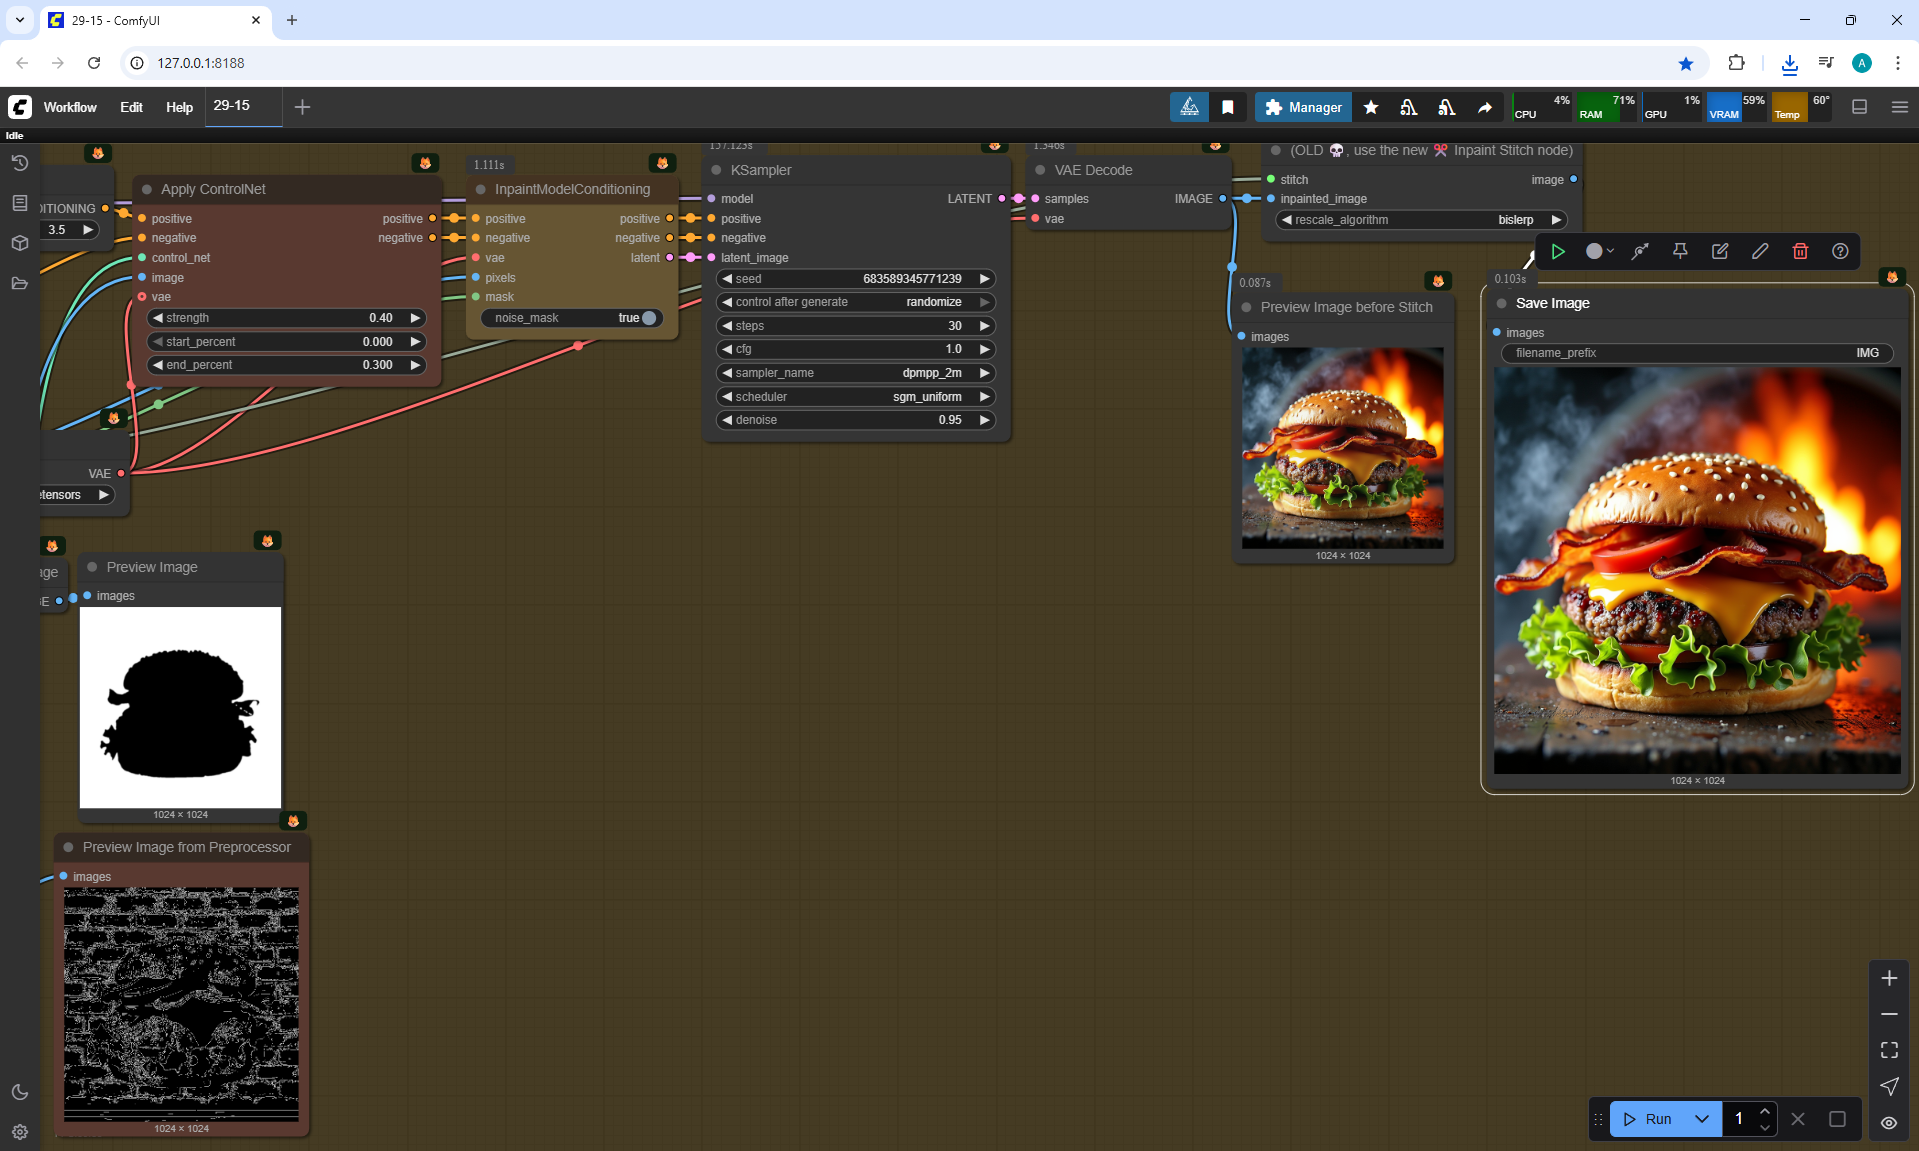 29-15 - ComfyUI
127.0.0.1:8188
A
Workflow Edit Help 29-15
Manager
CPU 4% RAM 71% GPU 1% VRAM 59% Temp 60°
Idle
1.111s
157.123s
1.346s
(OLD 💀, use the new ✂️ Inpaint Stitch node)
stitch image
inpainted_image
rescale_algorithm bislerp
DITIONING
3.5
Apply ControlNet
positive positive
negative negative
control_net
image
vae
strength 0.40
start_percent 0.000
end_percent 0.300
InpaintModelConditioning
positive positive
negative negative
vae latent
pixels
mask
noise_mask true
KSampler
model LATENT
positive
negative
latent_image
seed 683589345771239
control after generate randomize
steps 30
cfg 1.0
sampler_name dpmpp_2m
scheduler sgm_uniform
denoise 0.95
VAE Decode
samples IMAGE
vae
0.087s
Preview Image before Stitch
images
1024 × 1024
0.103s
Save Image
images
filename_prefix IMG
1024 × 1024
VAE
etensors
age
E
Preview Image
images
1024 × 1024
Preview Image from Preprocessor
images
1024 × 1024
Run 1